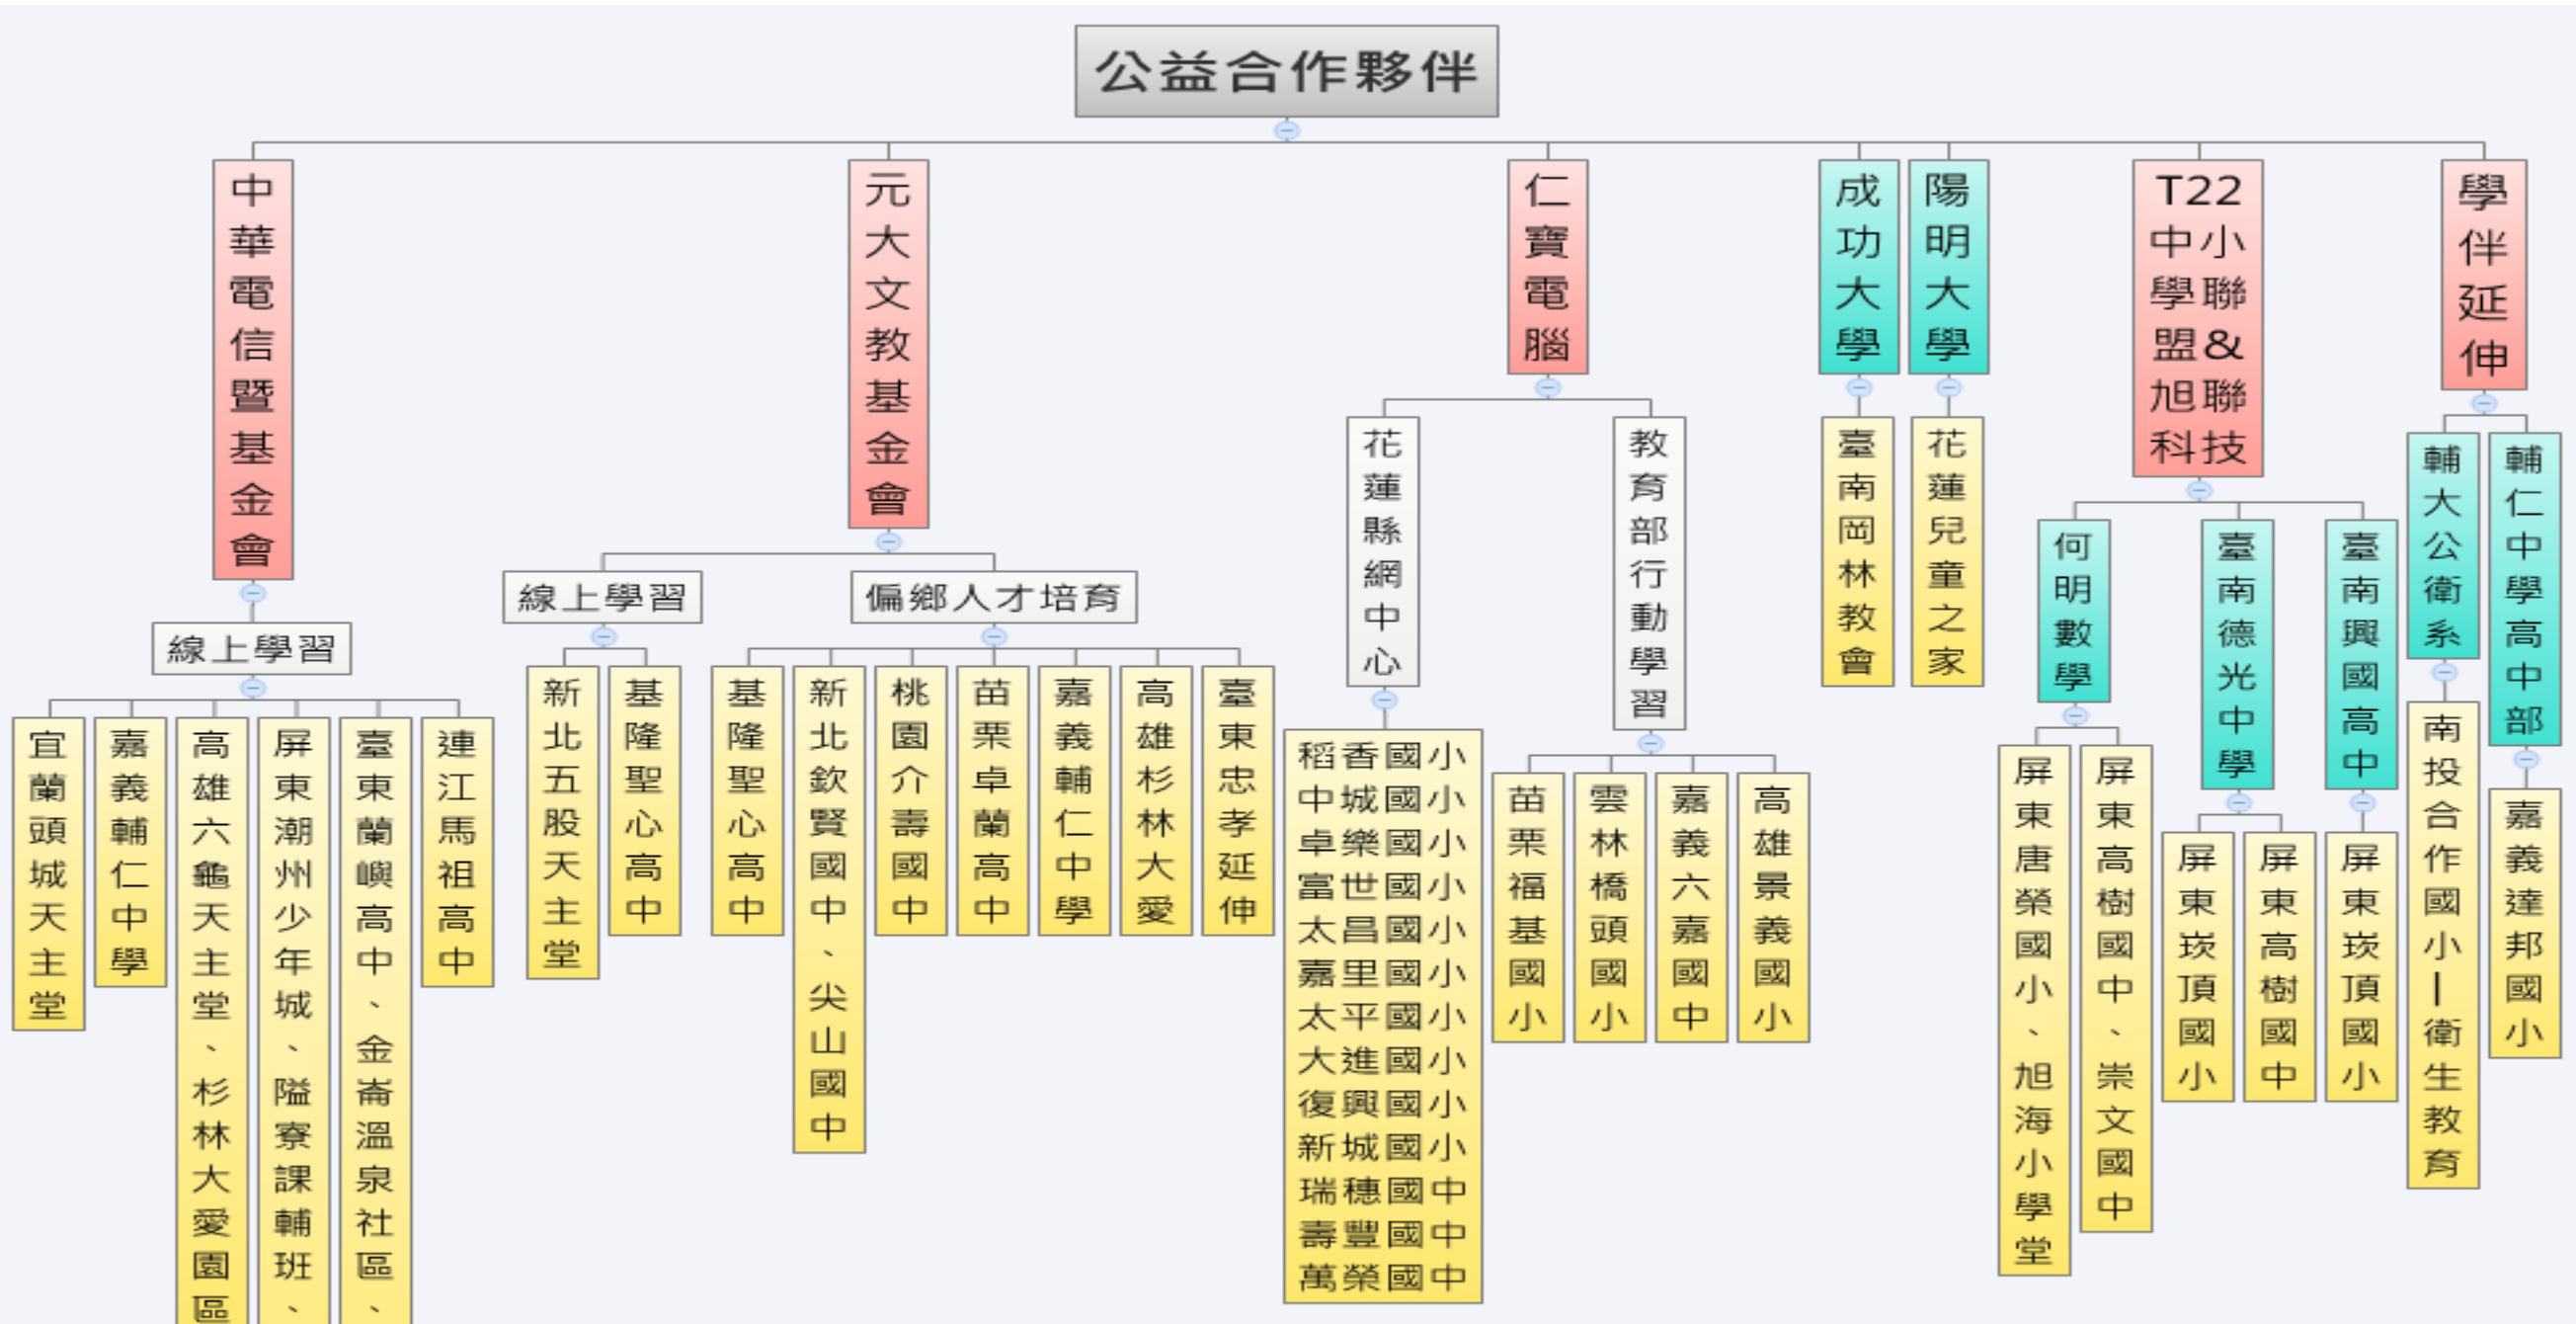 公益合作夥伴
中華電信暨基金會
線上學習
宜蘭頭城天主堂
嘉義輔仁中學
高雄六龜天主堂、杉林大愛園區
屏東潮州少年城、隘寮課輔班、
臺東蘭嶼高中、金崙溫泉社區、
連江馬祖高中
元大文教基金會
線上學習
新北五股天主堂
基隆聖心高中
偏鄉人才培育
基隆聖心高中
新北欽賢國中、尖山國中
桃園介壽國中
苗栗卓蘭高中
嘉義輔仁中學
高雄杉林大愛
臺東忠孝延伸
仁寶電腦
花蓮縣網中心
稻香國小
中城國小
卓樂國小
富世國小
太昌國小
嘉里國小
太平國小
大進國小
復興國小
新城國小
瑞穗國中
壽豐國中
萬榮國中
教育部行動學習
苗栗福基國小
雲林橋頭國小
嘉義六嘉國中
高雄景義國小
成功大學
臺南岡林教會
陽明大學
花蓮兒童之家
T22
中小
學聯
盟&
旭聯
科技
何明數學
屏東唐榮國小、旭海小學堂
屏東高樹國中、崇文國中
臺南德光中學
屏東崁頂國小
屏東高樹國中
臺南興國高中
屏東崁頂國小
學伴延伸
輔大公衛系
南投合作國小|衛生教育
輔仁中學高中部
嘉義達邦國小